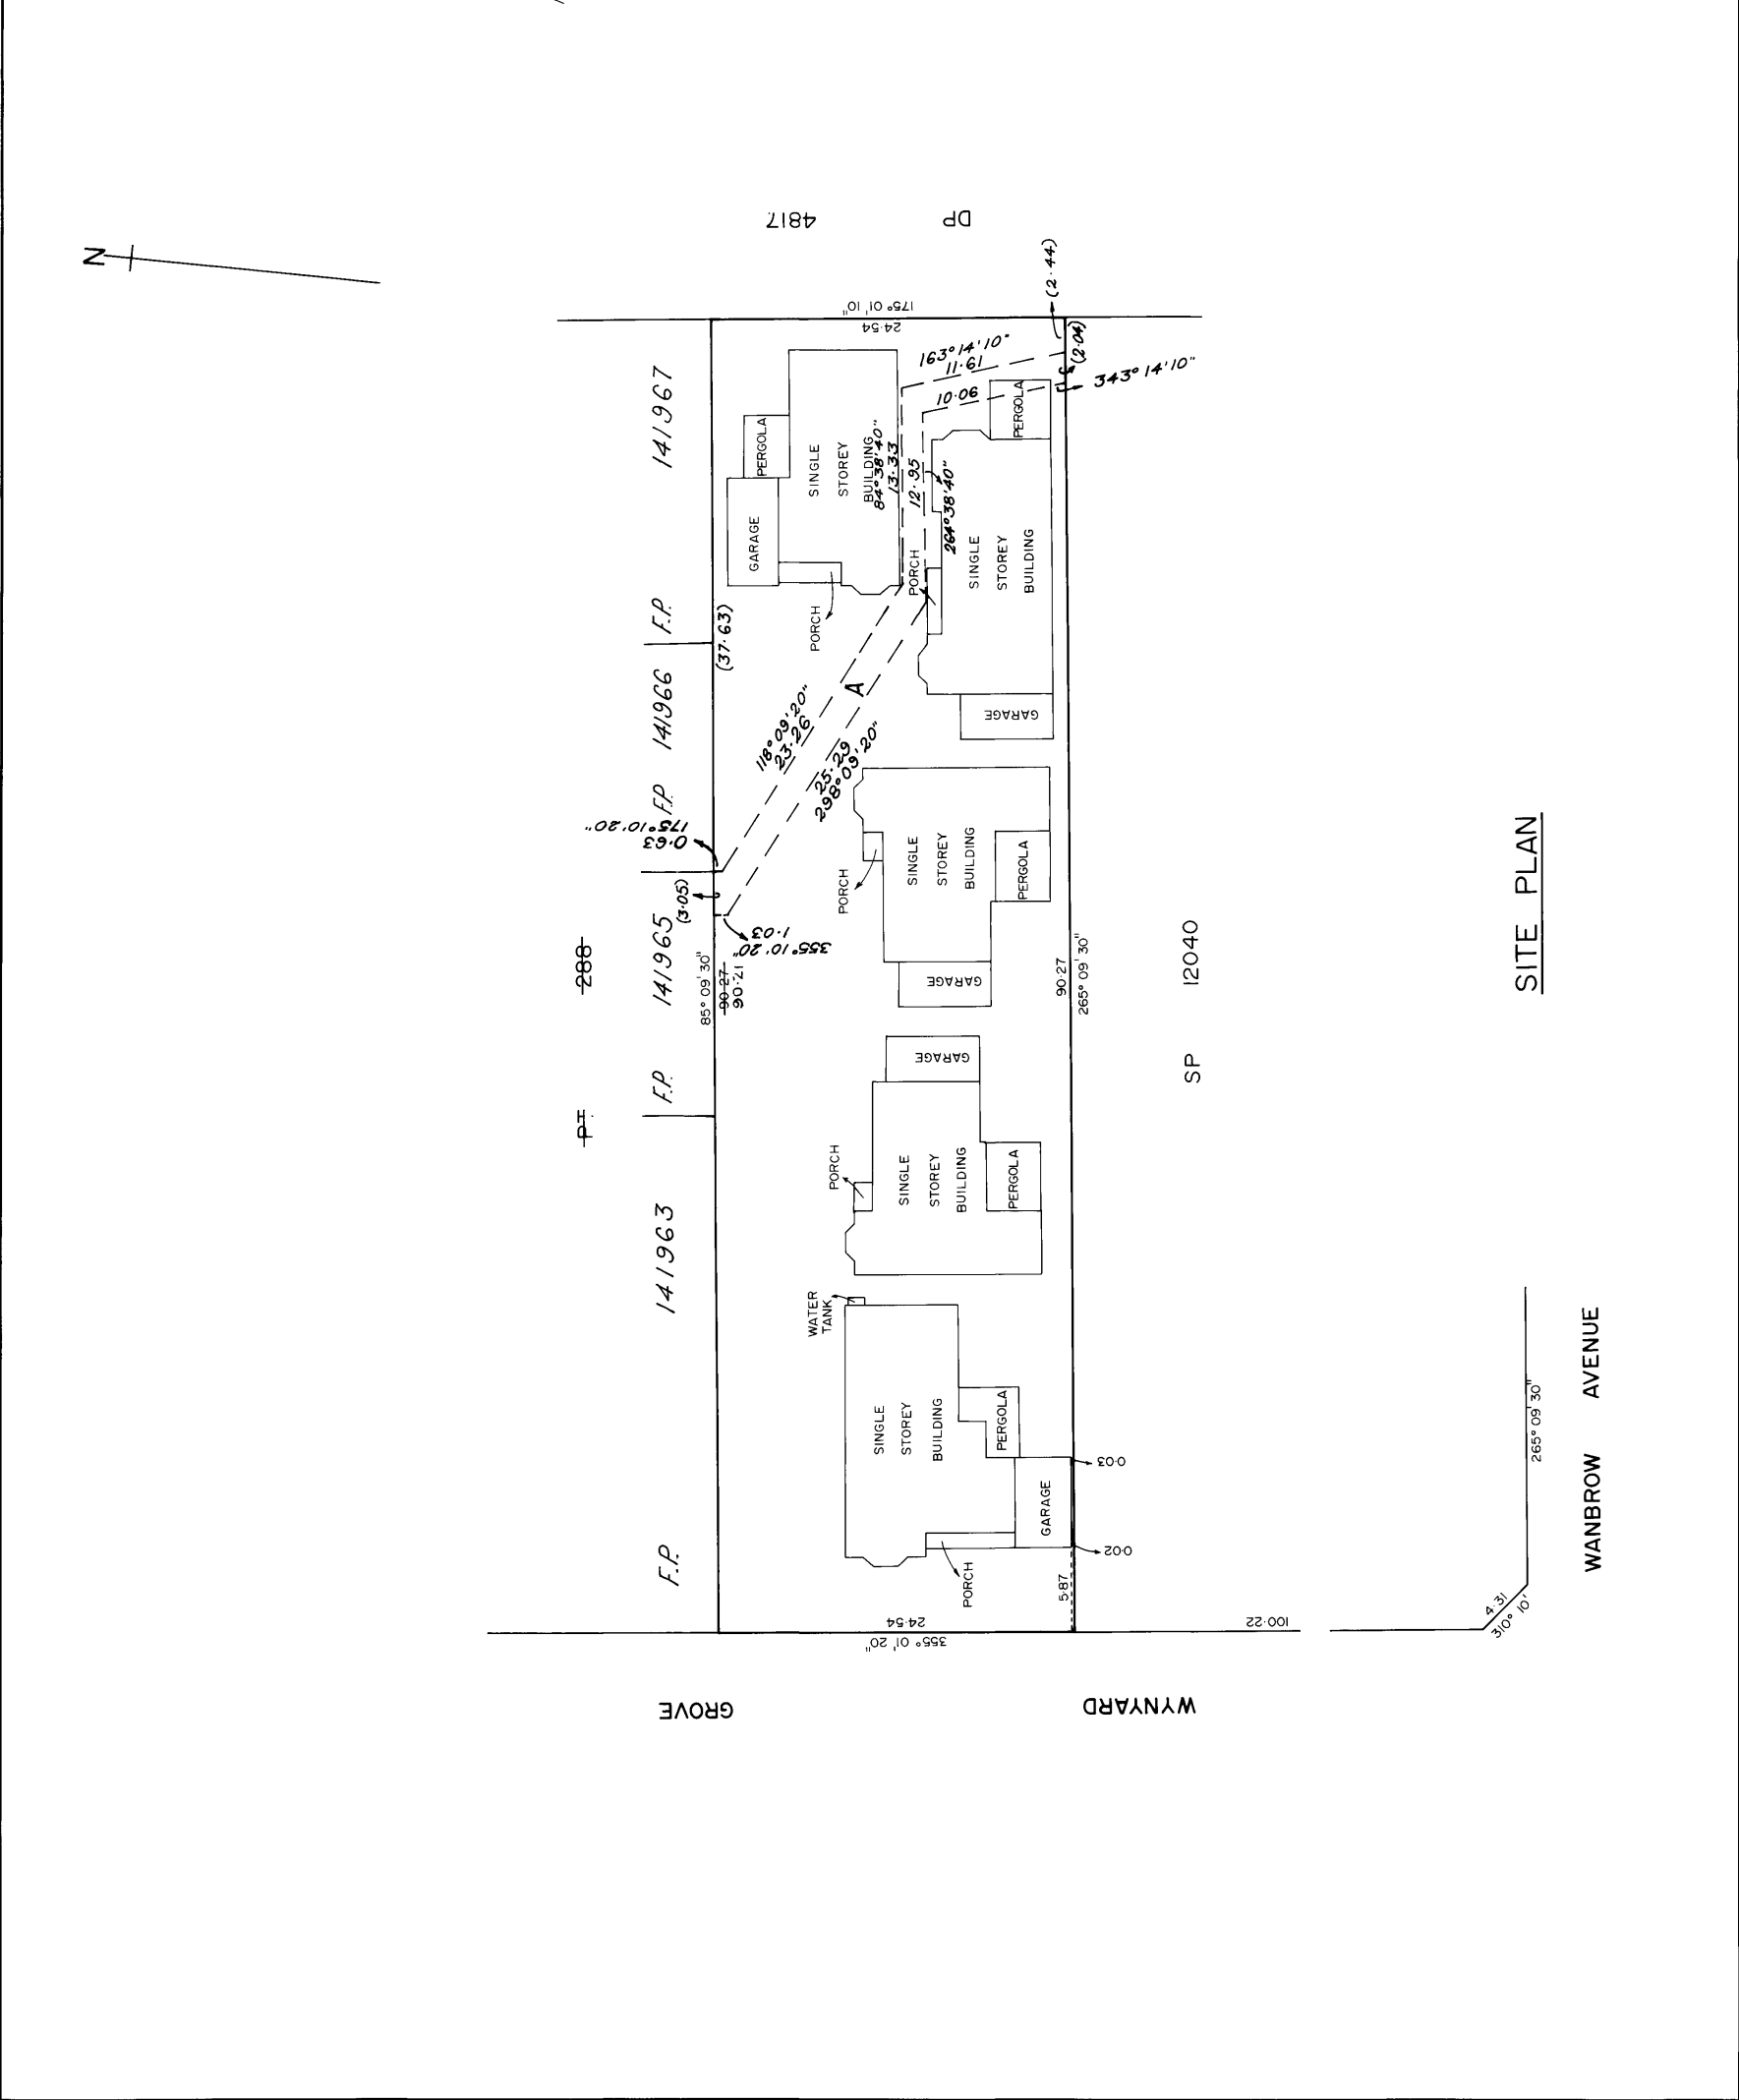 N
DP 4817
175° 01' 10"
24·54
(2·44)
(2·04)
163° 14' 10"
11·61
10·06
343° 14' 10"
F.P. 141967
F.P. 141966
F.P. 141965
F.P. 141963
PT. 288
(37·63)
PERGOLA
GARAGE
SINGLE
STOREY
BUILDING
PORCH
84° 38' 40"
13·33
12·95
264° 38' 40"
PORCH
SINGLE
STOREY
BUILDING
PERGOLA
GARAGE
A
118° 09' 20"
23·26
25·29
298° 09' 20"
175° 10' 20"
0·63
(3·05)
355° 10' 20"
1·03
85° 09' 30"
90·27
90·21
PORCH
SINGLE
STOREY
BUILDING
PERGOLA
GARAGE
90·27
265° 09' 30"
SP 12040
GARAGE
PORCH
SINGLE
STOREY
BUILDING
PERGOLA
WATER
TANK
SINGLE
STOREY
BUILDING
PERGOLA
GARAGE
PORCH
0·03
0·02
5·87
24·54
355° 01' 20"
100·22
4·31
310° 10'
265° 09' 30"
WYNYARD GROVE
WANBROW AVENUE
SITE PLAN